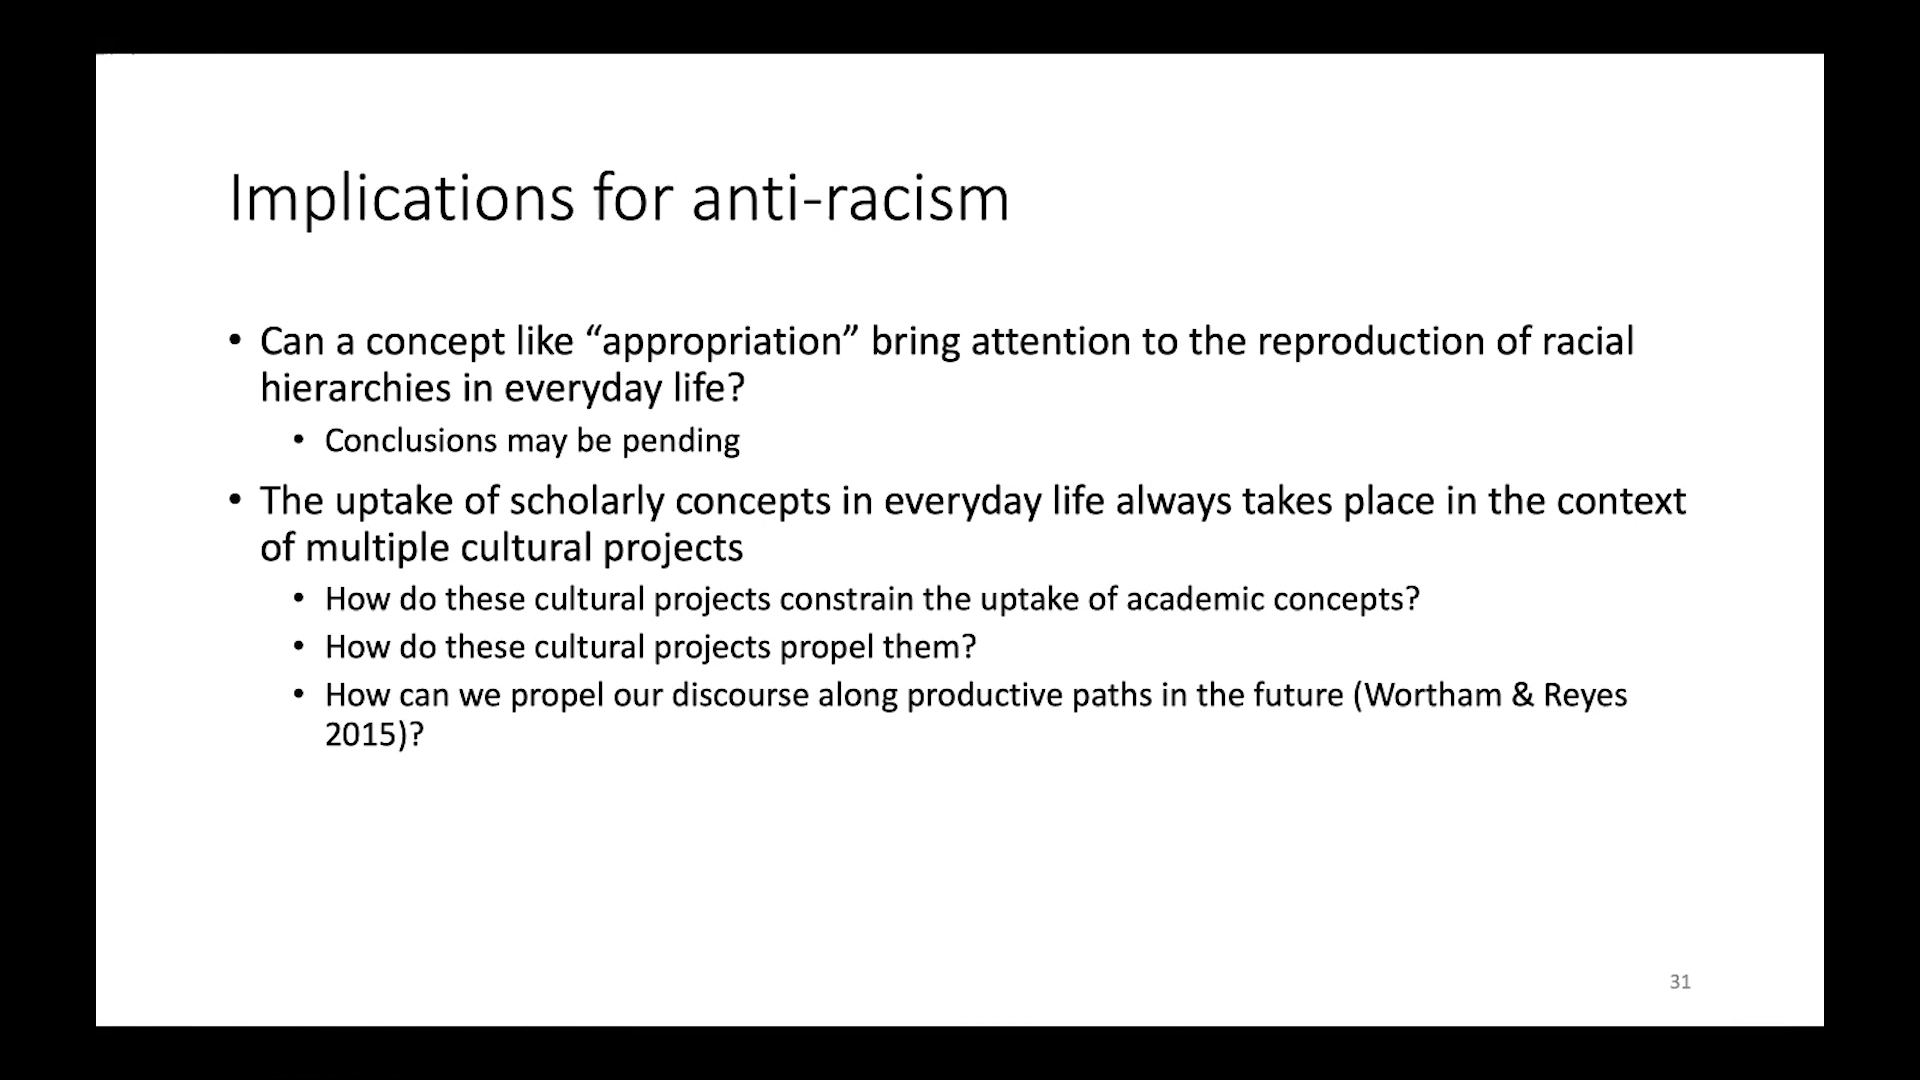 Implications for anti-racism
• Can a concept like “appropriation” bring attention to the reproduction of racial
hierarchies in everyday life?
• Conclusions may be pending
• The uptake of scholarly concepts in everyday life always takes place in the context
of multiple cultural projects
• How do these cultural projects constrain the uptake of academic concepts?
• How do these cultural projects propel them?
• How can we propel our discourse along productive paths in the future (Wortham & Reyes
2015)?
31